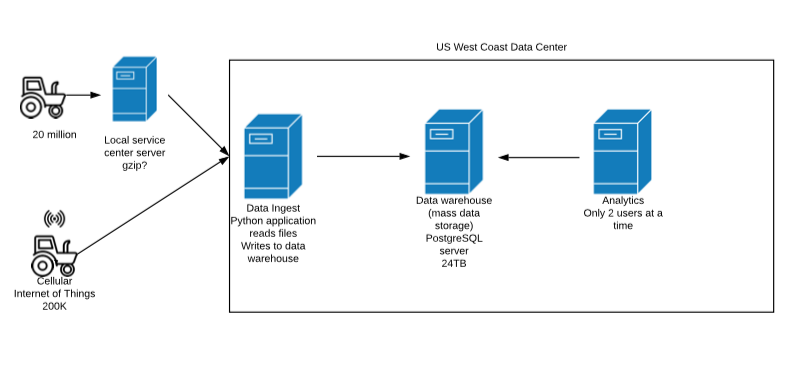 US West Coast Data Center
20 million
Local service
center server
gzip?
Cellular
Internet of Things
200K
Data Ingest
Python application
reads files
Writes to data
warehouse
Data warehouse
(mass data
storage)
PostgreSQL
server
24TB
Analytics
Only 2 users at a
time